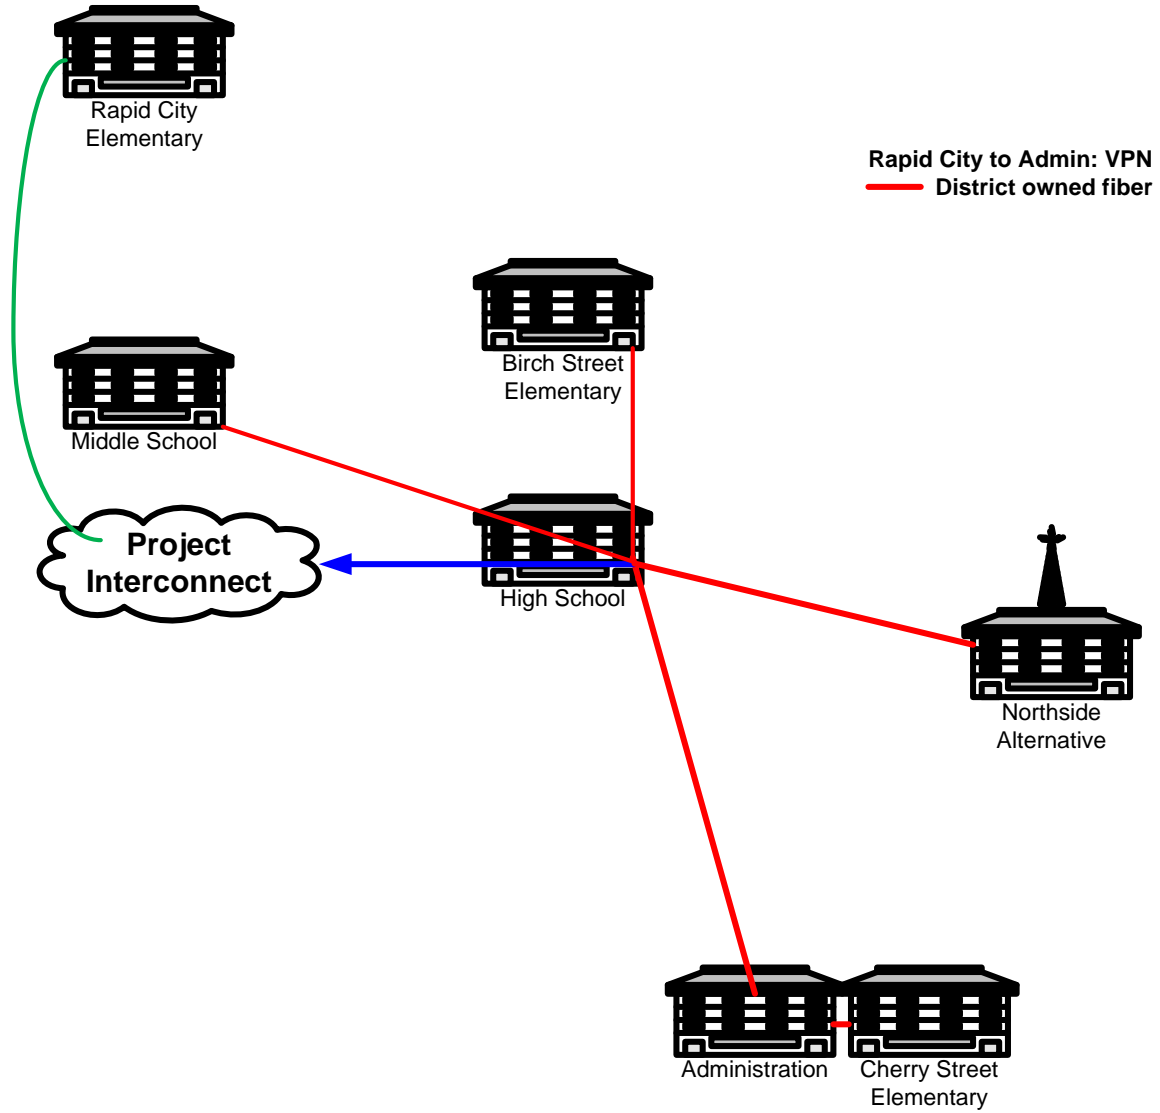 Rapid City
Elementary
Rapid City to Admin: VPN
District owned fiber
Birch Street
Elementary
Middle School
Project
Interconnect
High School
Northside
Alternative
Administration
Cherry Street
Elementary